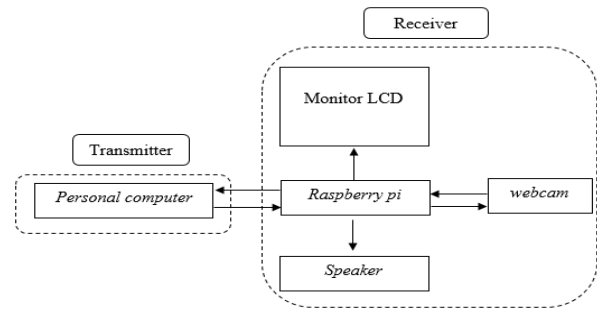 Receiver
Monitor LCD
Transmitter
Personal computer
Raspberry pi
webcam
Speaker